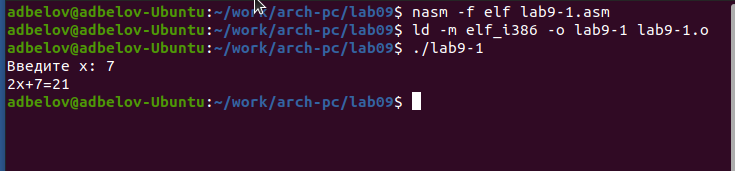 adbelov@adbelov-Ubuntu:~/work/arch-pc/lab09$ nasm -f elf lab9-1.asm
adbelov@adbelov-Ubuntu:~/work/arch-pc/lab09$ ld -m elf_i386 -o lab9-1 lab9-1.o
adbelov@adbelov-Ubuntu:~/work/arch-pc/lab09$ ./lab9-1
Введите x: 7
2x+7=21
adbelov@adbelov-Ubuntu:~/work/arch-pc/lab09$